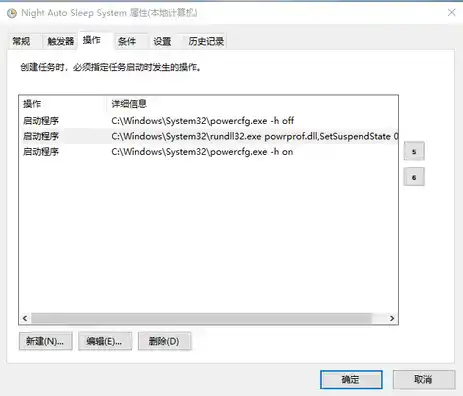 Night Auto Sleep System 属性(本地计算机)
常规 触发器 操作 条件 设置 历史记录
创建任务时，必须指定任务启动时发生的操作。
操作 详细信息
启动程序 C:\Windows\System32\powercfg.exe -h off
启动程序 C:\Windows\System32\rundll32.exe powrprof.dll,SetSuspendState 0
启动程序 C:\Windows\System32\powercfg.exe -h on
5
6
新建(N)... 编辑(E)... 删除(D)
确定 取消